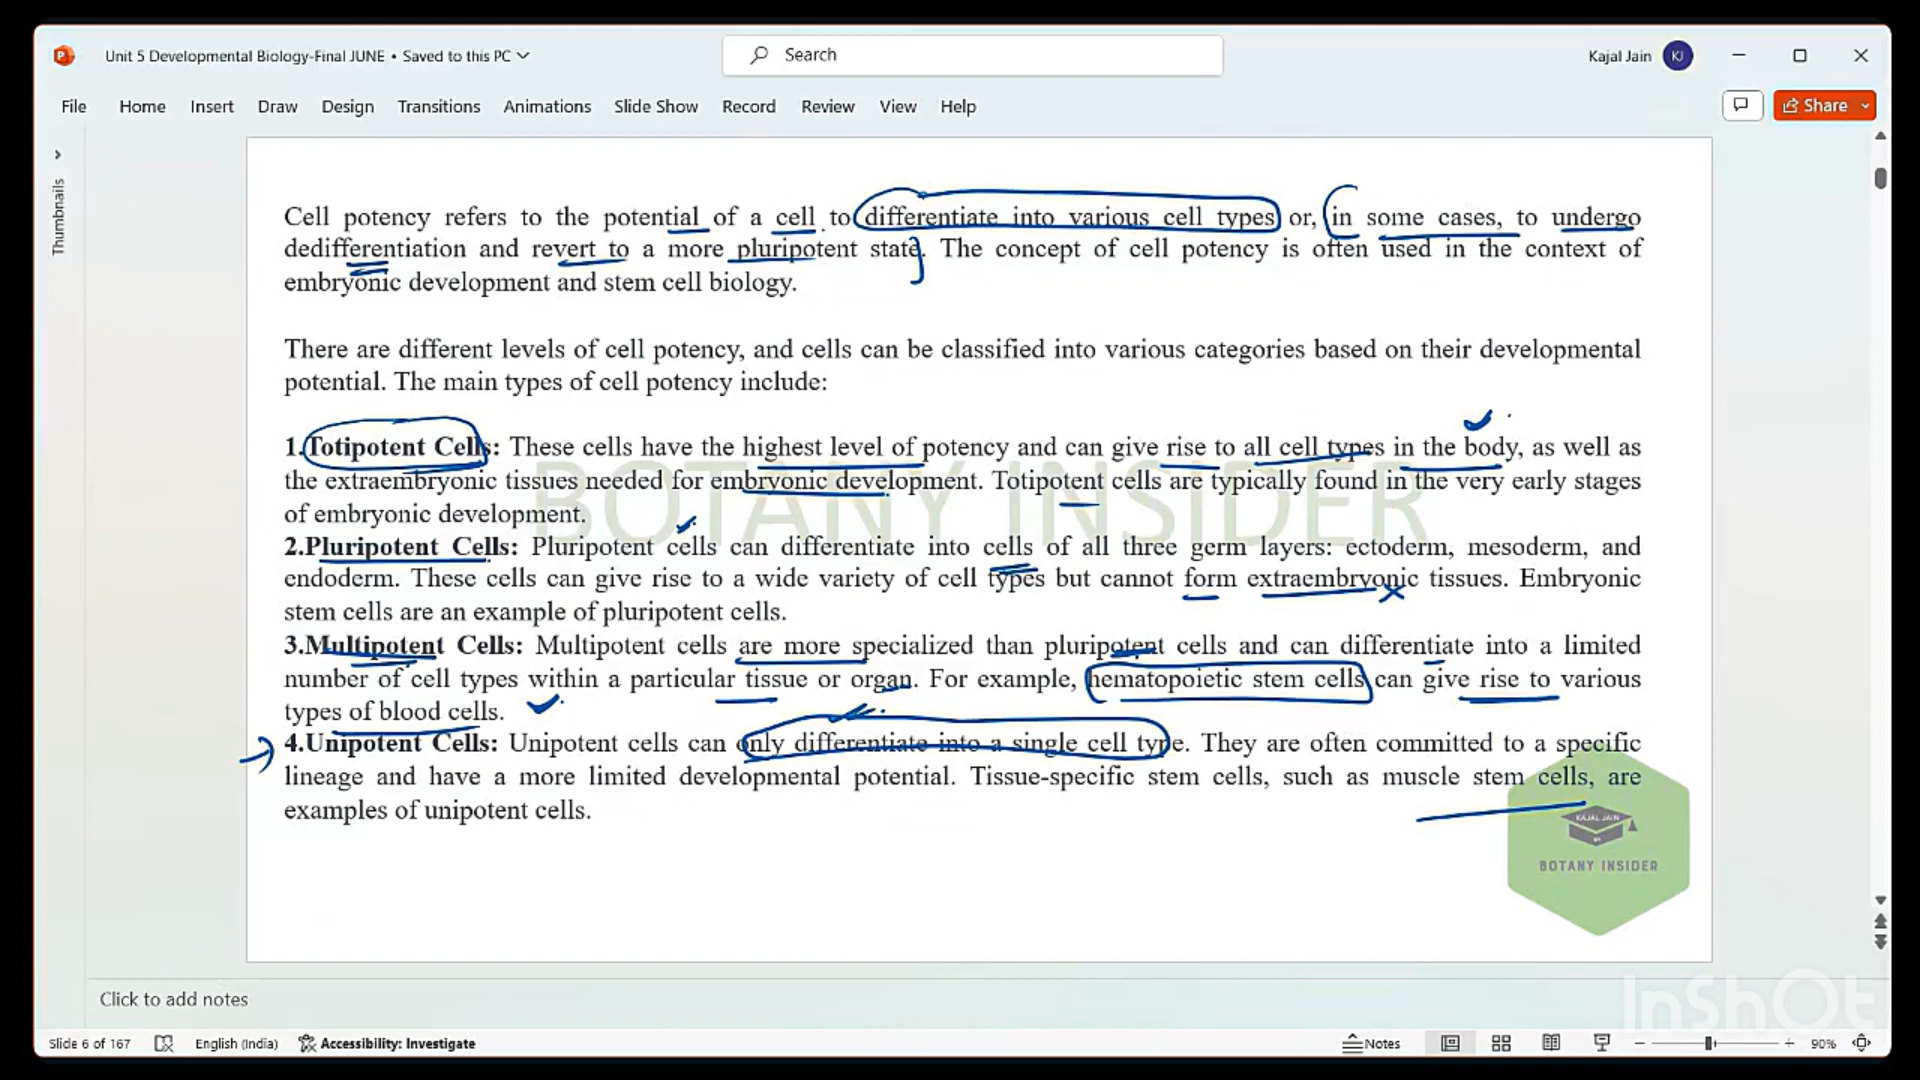 Unit 5 Developmental Biology-Final JUNE • Saved to this PC
Search
Kajal Jain
KJ
File Home Insert Draw Design Transitions Animations Slide Show Record Review View Help
Share
Thumbnails
Cell potency refers to the potential of a cell to differentiate into various cell types or, in some cases, to undergo
dedifferentiation and revert to a more pluripotent state. The concept of cell potency is often used in the context of
embryonic development and stem cell biology.
There are different levels of cell potency, and cells can be classified into various categories based on their developmental
potential. The main types of cell potency include:
1.Totipotent Cells: These cells have the highest level of potency and can give rise to all cell types in the body, as well as
the extraembryonic tissues needed for embryonic development. Totipotent cells are typically found in the very early stages
of embryonic development.
2.Pluripotent Cells: Pluripotent cells can differentiate into cells of all three germ layers: ectoderm, mesoderm, and
endoderm. These cells can give rise to a wide variety of cell types but cannot form extraembryonic tissues. Embryonic
stem cells are an example of pluripotent cells.
3.Multipotent Cells: Multipotent cells are more specialized than pluripotent cells and can differentiate into a limited
number of cell types within a particular tissue or organ. For example, hematopoietic stem cells can give rise to various
types of blood cells.
4.Unipotent Cells: Unipotent cells can only differentiate into a single cell type. They are often committed to a specific
lineage and have a more limited developmental potential. Tissue-specific stem cells, such as muscle stem cells, are
examples of unipotent cells.
BOTANY INSIDER
KAJAL JAIN
BOTANY INSIDER
Click to add notes
InShOt
Slide 6 of 167 English (India) Accessibility: Investigate Notes 90%